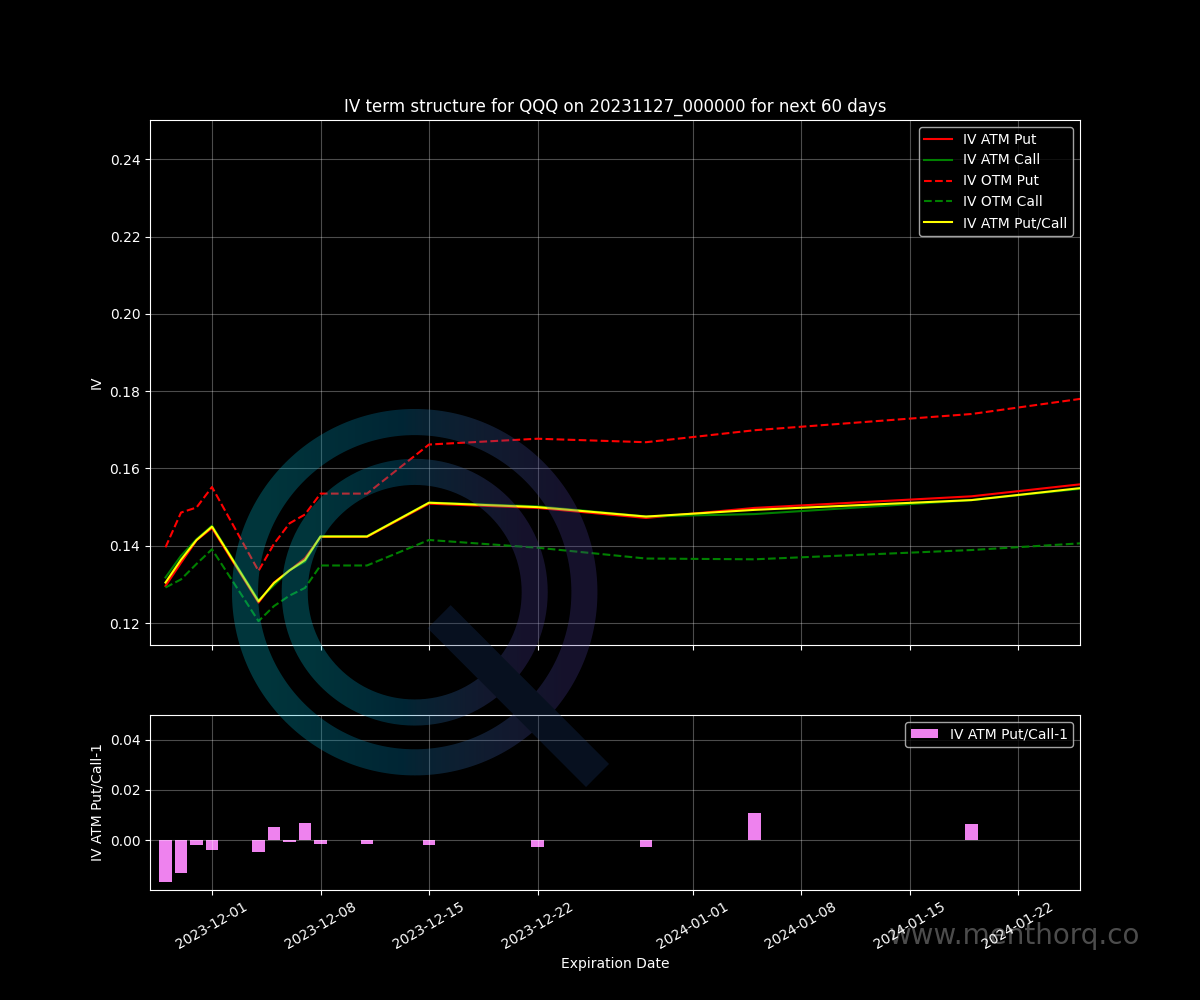 IV term structure for QQQ on 20231127_000000 for next 60 days
IV ATM Put
IV ATM Call
IV OTM Put
IV OTM Call
IV ATM Put/Call
0.24
0.22
0.20
0.18
0.16
0.14
0.12
IV
IV ATM Put/Call-1
0.04
0.02
0.00
IV ATM Put/Call-1
2023-12-01
2023-12-08
2023-12-15
2023-12-22
2024-01-01
2024-01-08
2024-01-15
2024-01-22
www.menthorq.co
Expiration Date